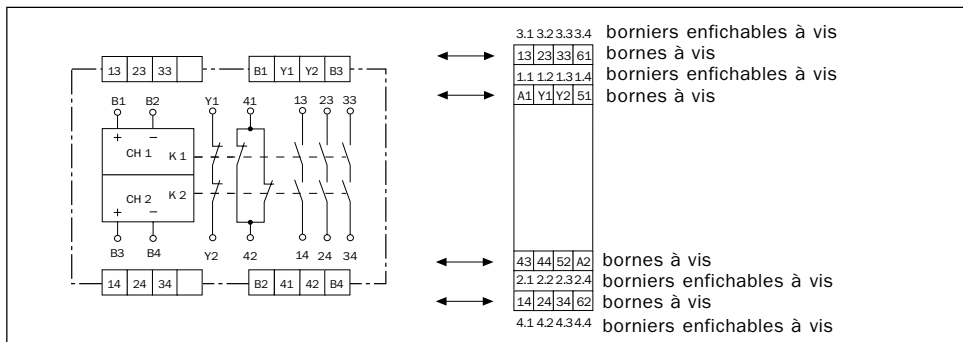 13 23 33
B1 Y1 Y2 B3
B1 B2 Y1 41 13 23 33
+ −
CH 1 K 1
CH 2 K 2
+ −
B3 B4 Y2 42 14 24 34
14 24 34
B2 41 42 B4
3.1 3.2 3.3 3.4 borniers enfichables à vis
13 23 33 61 bornes à vis
1.1 1.2 1.3 1.4 borniers enfichables à vis
A1 Y1 Y2 51 bornes à vis
43 44 52 A2 bornes à vis
2.1 2.2 2.3 2.4 borniers enfichables à vis
14 24 34 62 bornes à vis
4.1 4.2 4.3 4.4 borniers enfichables à vis